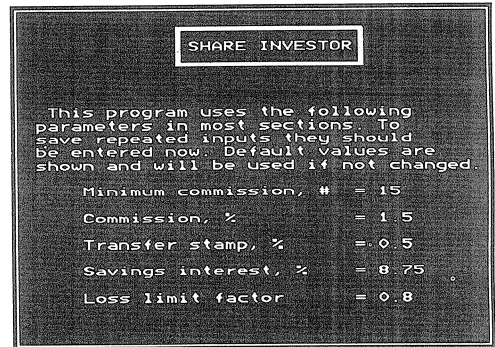 SHARE INVESTOR
This program uses the following
parameters in most sections. To
save repeated inputs they should
be entered now. Default values are
shown and will be used if not changed.
Minimum commission, # = 15
Commission, % = 1.5
Transfer stamp, % = 0.5
Savings interest, % = 8.75
Loss limit factor = 0.8